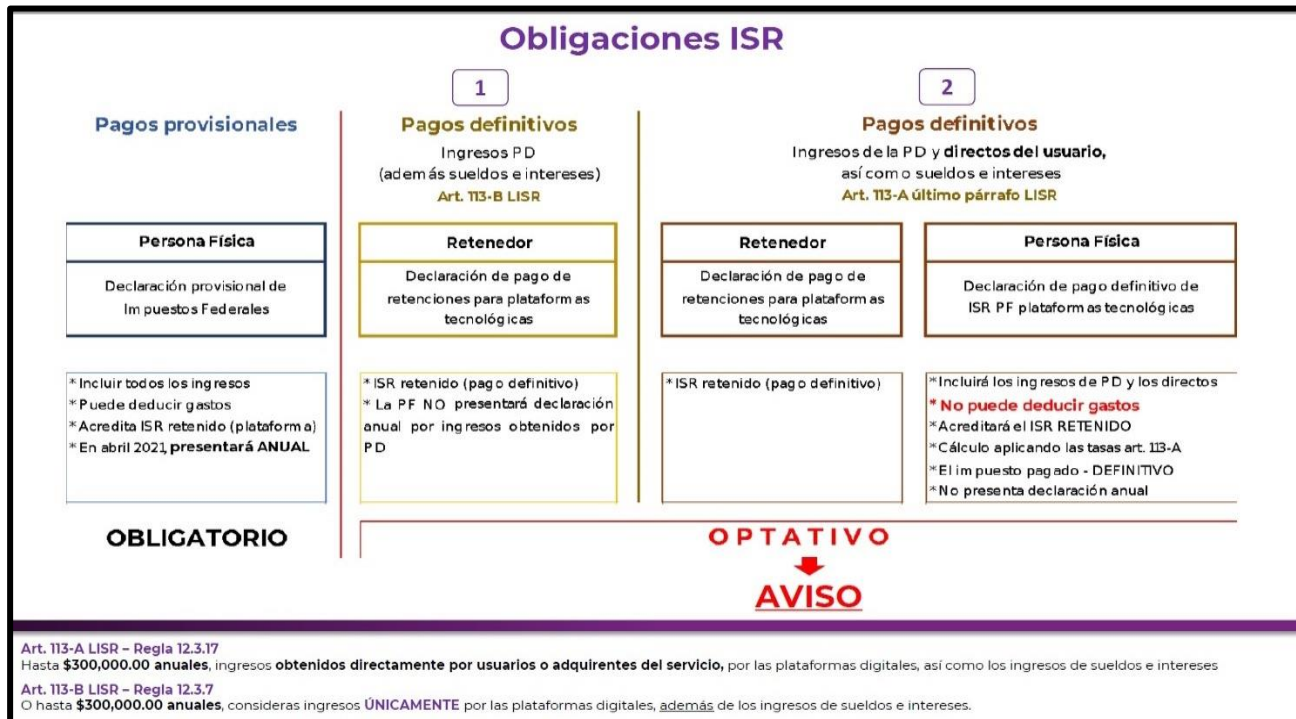 Obligaciones ISR
Pagos provisionales
1
Pagos definitivos
Ingresos PD
(además sueldos e intereses)
Art. 113-B LISR
2
Pagos definitivos
Ingresos de la PD y directos del usuario,
así como sueldos e intereses
Art. 113-A último párrafo LISR
Persona Física
Declaración provisional de
Impuestos Federales
Retenedor
Declaración de pago de
retenciones para plataformas
tecnológicas
Retenedor
Declaración de pago de
retenciones para plataformas
tecnológicas
Persona Física
Declaración de pago definitivo de
ISR PF plataformas tecnológicas
* Incluir todos los ingresos
* Puede deducir gastos
* Acredita ISR retenido (plataforma)
* En abril 2021, presentará ANUAL
* ISR retenido (pago definitivo)
* La PF NO presentará declaración
anual por ingresos obtenidos por
PD
* ISR retenido (pago definitivo)
* Incluirá los ingresos de PD y los directos
* No puede deducir gastos
* Acreditará el ISR RETENIDO
* Cálculo aplicando las tasas art. 113-A
* El impuesto pagado - DEFINITIVO
* No presenta declaración anual
OBLIGATORIO
OPTATIVO
AVISO
Art. 113-A LISR – Regla 12.3.17
Hasta $300,000.00 anuales, ingresos obtenidos directamente por usuarios o adquirentes del servicio, por las plataformas digitales, así como los ingresos de sueldos e intereses
Art. 113-B LISR – Regla 12.3.7
O hasta $300,000.00 anuales, consideras ingresos ÚNICAMENTE por las plataformas digitales, además de los ingresos de sueldos e intereses.